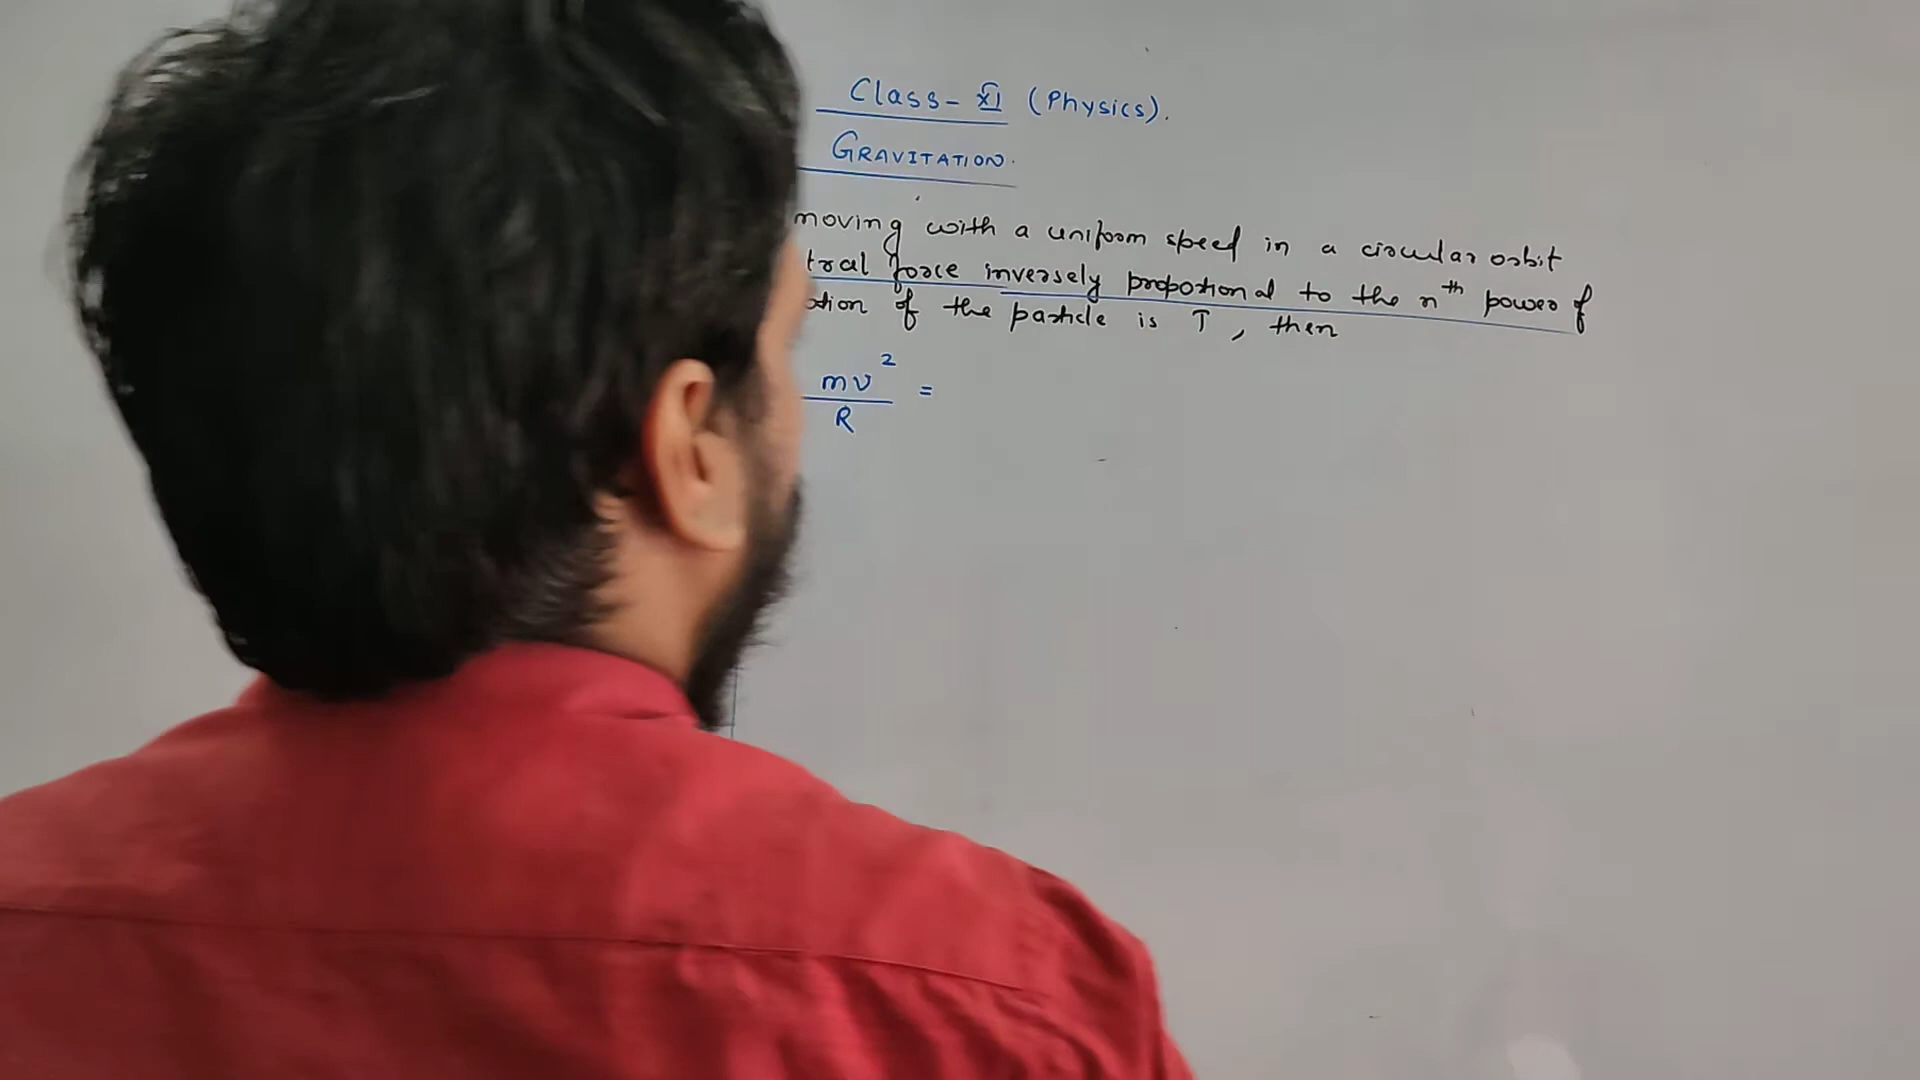 Class- XI (Physics).
GRAVITATION.
moving with a uniform speed in a circular orbit
tral force inversely proportional to the nth power of
ation of the particle is T, then
mv² =
R